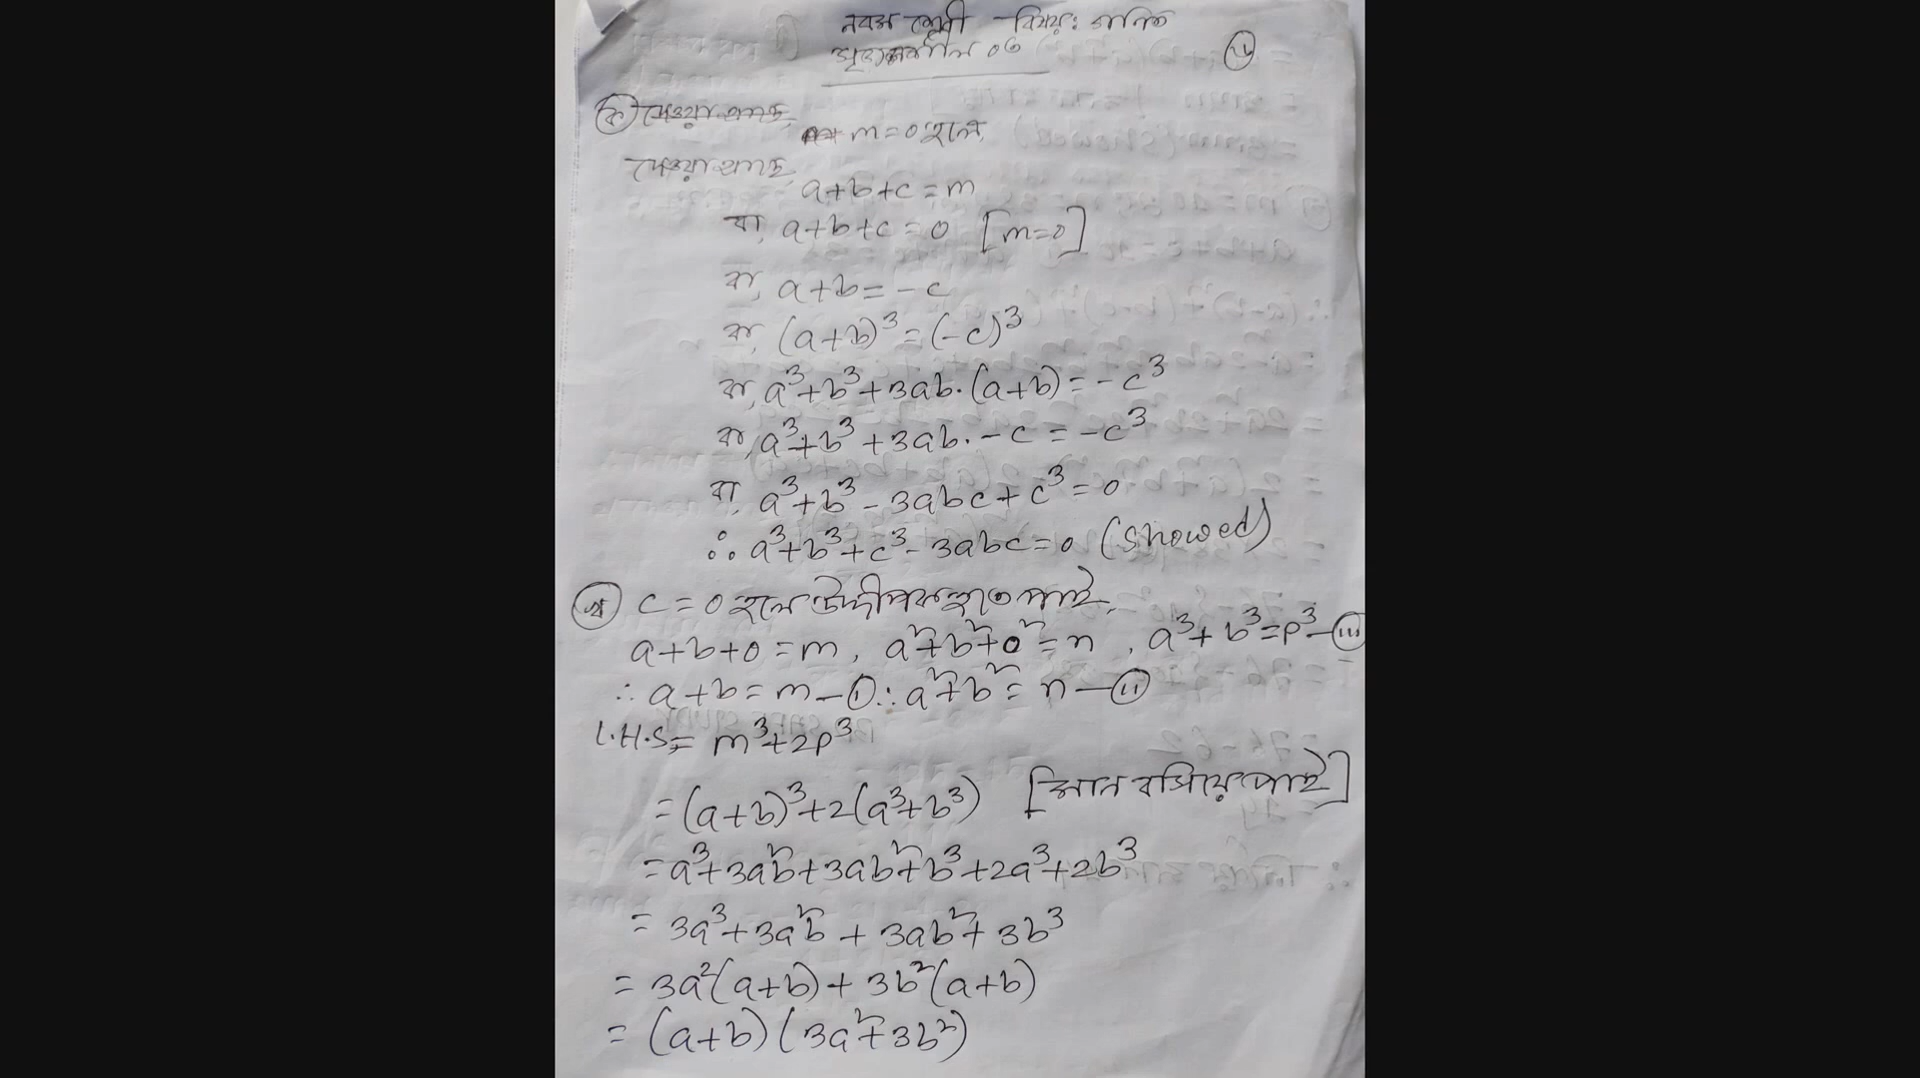 নবম শ্রেণী - বিষয়: গণিত
সৃজনশীল ০৩
ক দেওয়া আছে,
m = 0 হলে,
দেওয়া আছে,
a+b+c = m
বা, a+b+c = 0 [m=0]
বা, a+b = -c
বা, (a+b)³ = (-c)³
বা, a³+b³+3ab.(a+b) = -c³
বা, a³+b³+3ab.-c = -c³
বা, a³+b³-3abc+c³ = 0
∴ a³+b³+c³-3abc = 0 (Showed)
খ c = 0 হলে উদ্দীপক হতে পাই,
a+b+0 = m, a²+b²+0² = n, a³+b³ = p³ - (iii)
∴ a+b = m - (i) ∴ a²+b² = n - (ii)
L.H.S = m³+2p³
= (a+b)³+2(a³+b³) [মান বসিয়ে পাই]
= a³+3a²b+3ab²+b³+2a³+2b³
= 3a³+3a²b+3ab²+3b³
= 3a²(a+b)+3b²(a+b)
= (a+b)(3a²+3b²)